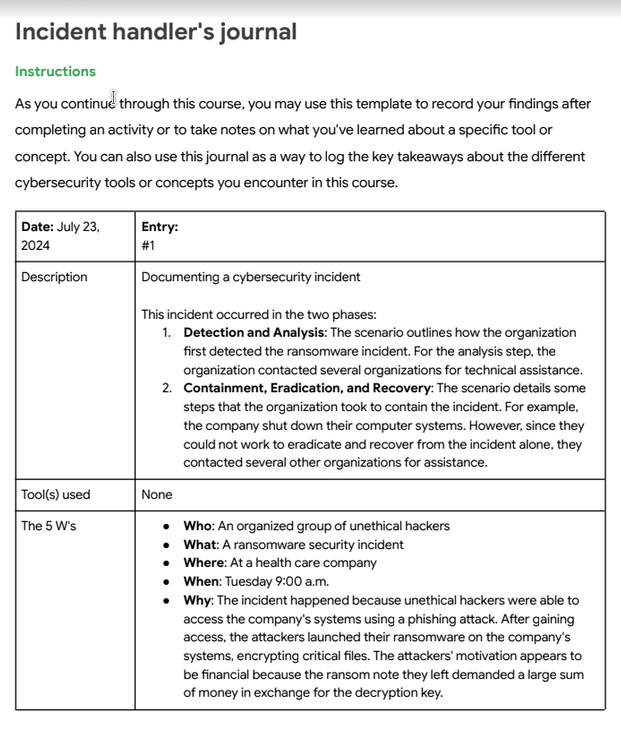 Incident handler's journal
Instructions
As you continue through this course, you may use this template to record your findings after
completing an activity or to take notes on what you've learned about a specific tool or
concept. You can also use this journal as a way to log the key takeaways about the different
cybersecurity tools or concepts you encounter in this course.
Date: July 23,
2024
Entry:
#1
Description
Documenting a cybersecurity incident
This incident occurred in the two phases:
1. Detection and Analysis: The scenario outlines how the organization
first detected the ransomware incident. For the analysis step, the
organization contacted several organizations for technical assistance.
2. Containment, Eradication, and Recovery: The scenario details some
steps that the organization took to contain the incident. For example,
the company shut down their computer systems. However, since they
could not work to eradicate and recover from the incident alone, they
contacted several other organizations for assistance.
Tool(s) used
None
The 5 W's
● Who: An organized group of unethical hackers
● What: A ransomware security incident
● Where: At a health care company
● When: Tuesday 9:00 a.m.
● Why: The incident happened because unethical hackers were able to
access the company's systems using a phishing attack. After gaining
access, the attackers launched their ransomware on the company's
systems, encrypting critical files. The attackers' motivation appears to
be financial because the ransom note they left demanded a large sum
of money in exchange for the decryption key.